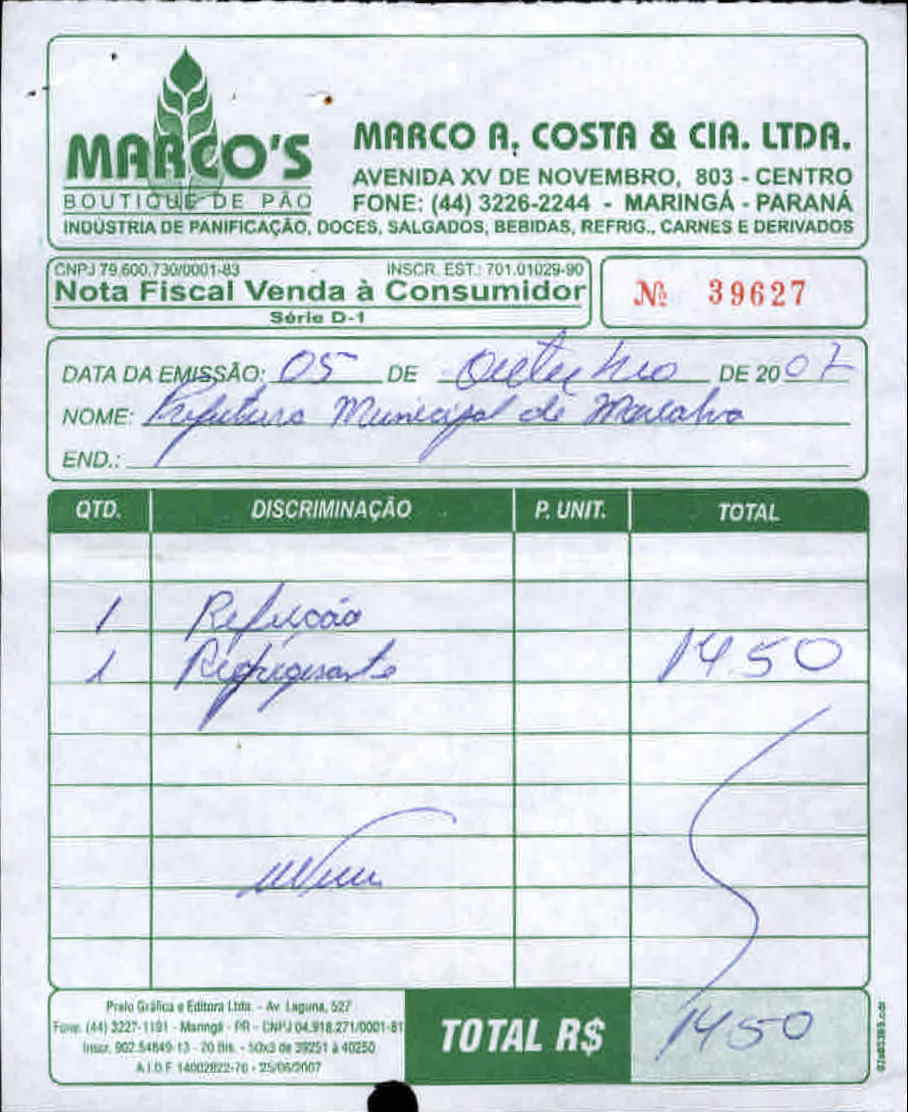 MARCO'S
BOUTIQUE DE PÃO
MARCO A. COSTA & CIA. LTDA.
AVENIDA XV DE NOVEMBRO, 803 - CENTRO
FONE: (44) 3226-2244 - MARINGÁ - PARANÁ
INDÚSTRIA DE PANIFICAÇÃO, DOCES, SALGADOS, BEBIDAS, REFRIG., CARNES E DERIVADOS
CNPJ 79.600.730/0001-83 INSCR. EST.: 701.01029-90
Nota Fiscal Venda à Consumidor
Série D-1
Nº 39627
DATA DA EMISSÃO: 05 DE Outubro DE 2007
NOME: Prefeitura Municipal de Marialva
END.:
QTD. DISCRIMINAÇÃO P. UNIT. TOTAL
1 Refeição
1 Refrigerante 14.50
Prelo Gráfica e Editora Ltda. - Av. Laguna, 527
Fone: (44) 3227-1191 - Maringá - PR - CNPJ 04.918.271/0001-81
Inscr. 902.54849-13 - 20 Bls. - 50x3 de 39251 à 40250
A.I.D.F. 14002822-70 - 25/06/2007
TOTAL R$ 14.50